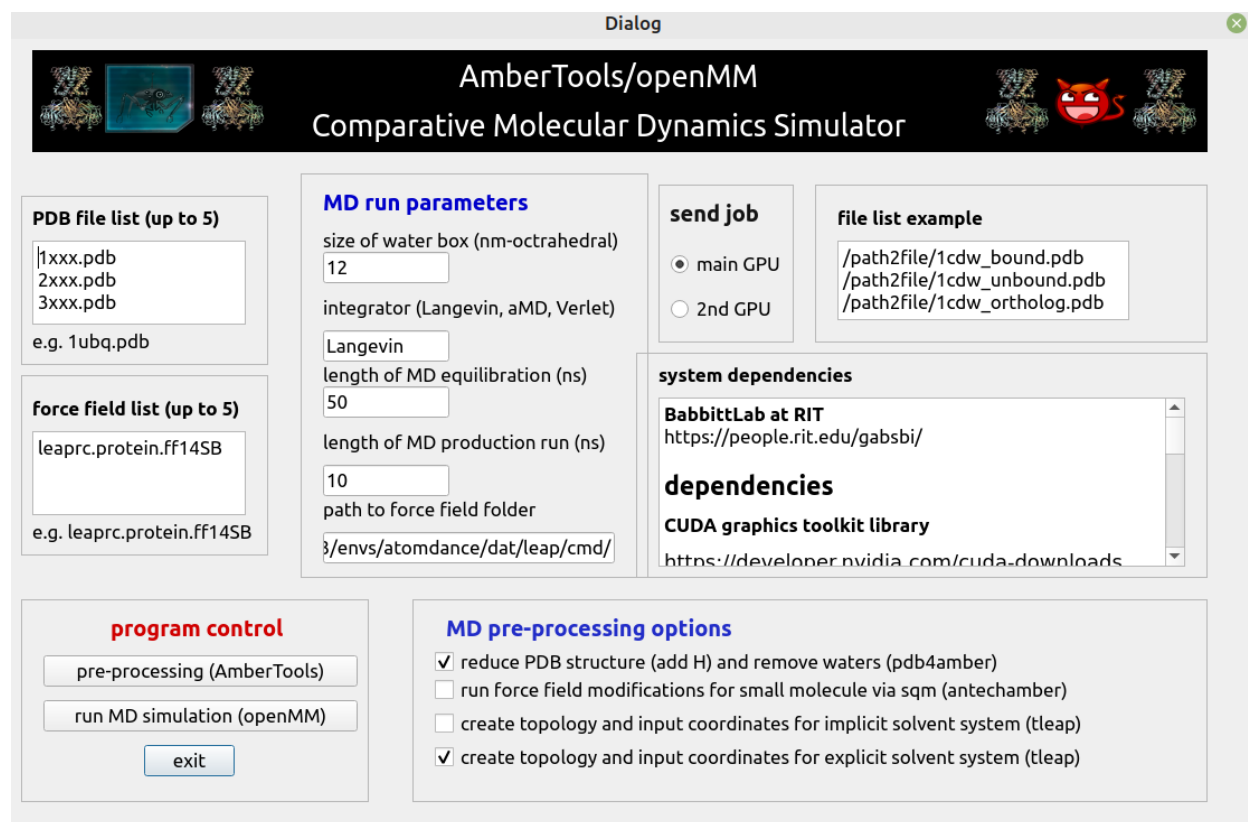 Dialog
AmberTools/openMM
Comparative Molecular Dynamics Simulator
PDB file list (up to 5)
1xxx.pdb
2xxx.pdb
3xxx.pdb
e.g. 1ubq.pdb
force field list (up to 5)
leaprc.protein.ff14SB
e.g. leaprc.protein.ff14SB
MD run parameters
size of water box (nm-octrahedral)
12
integrator (Langevin, aMD, Verlet)
Langevin
length of MD equilibration (ns)
50
length of MD production run (ns)
10
path to force field folder
3/envs/atomdance/dat/leap/cmd/
send job
main GPU
2nd GPU
file list example
/path2file/1cdw_bound.pdb
/path2file/1cdw_unbound.pdb
/path2file/1cdw_ortholog.pdb
system dependencies
BabbittLab at RIT
https://people.rit.edu/gabsbi/
dependencies
CUDA graphics toolkit library
https://developer.nvidia.com/cuda-downloads
program control
pre-processing (AmberTools)
run MD simulation (openMM)
exit
MD pre-processing options
reduce PDB structure (add H) and remove waters (pdb4amber)
run force field modifications for small molecule via sqm (antechamber)
create topology and input coordinates for implicit solvent system (tleap)
create topology and input coordinates for explicit solvent system (tleap)